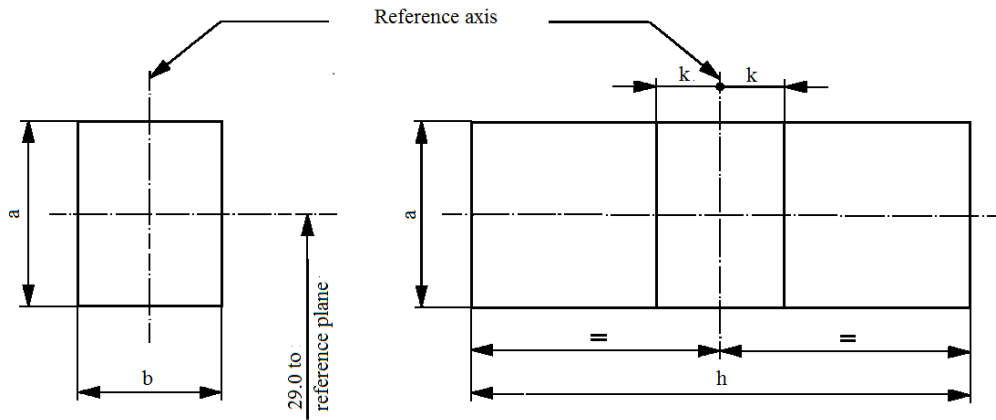 Reference axis
k
k
a
a
=
=
b
29.0 to
reference plane
h